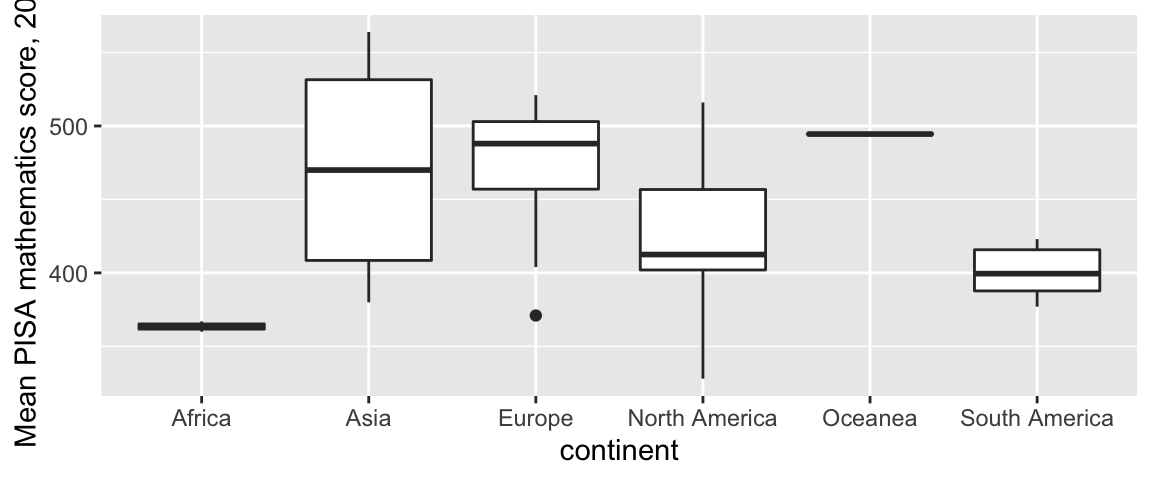 Mean PISA mathematics score, 20
500
400
Africa Asia Europe North America Oceanea South America
continent